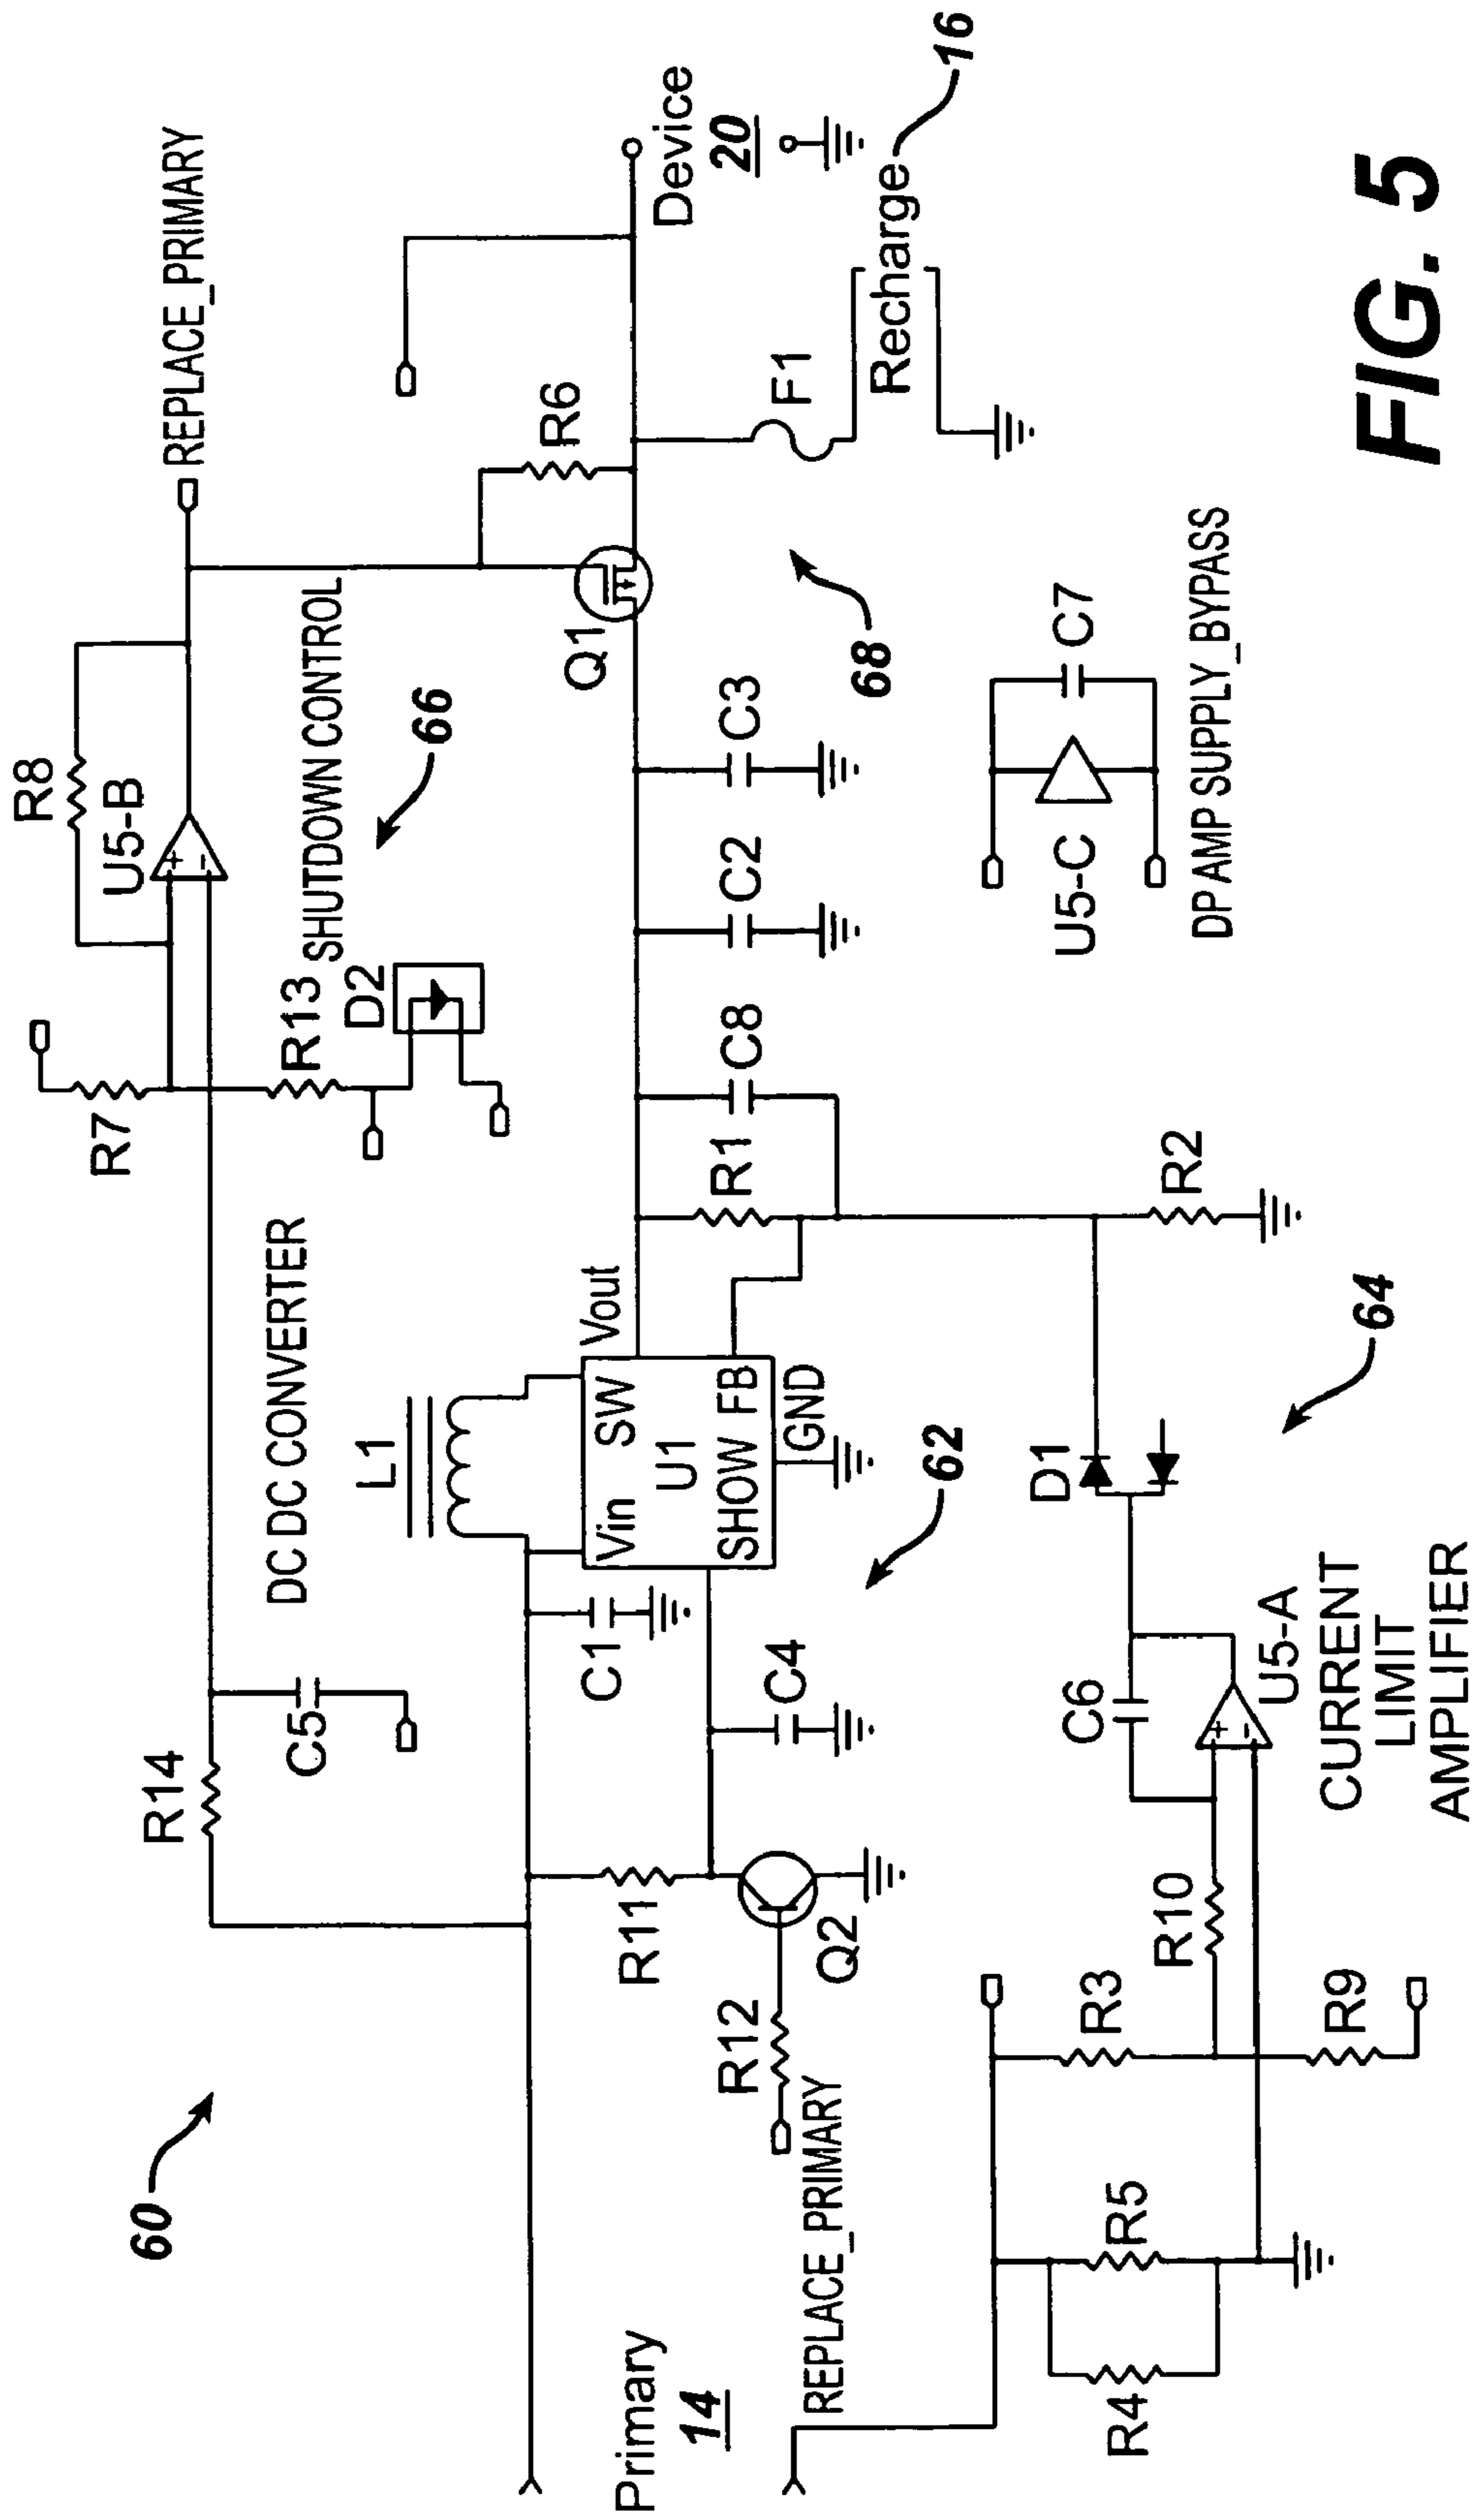 60
R14
C5
DC DC CONVERTER
R7
R13
R8
U5-B
+
-
SHUTDOWN CONTROL
66
D2
REPLACE_PRIMARY
L1
Vin
SW
U1
SHOW FB
Vout
GND
C1
C4
62
R11
R12
Q2
REPLACE_PRIMARY
Primary
14
R1
C8
C2
C3
Q1
R6
68
F1
Device
20
Recharge
16
R4
R5
R3
R9
R10
C6
+
-
U5-A
CURRENT
LIMIT
AMPLIFIER
D1
64
R2
U5-C
C7
DP AMP SUPPLY_BYPASS
FIG. 5